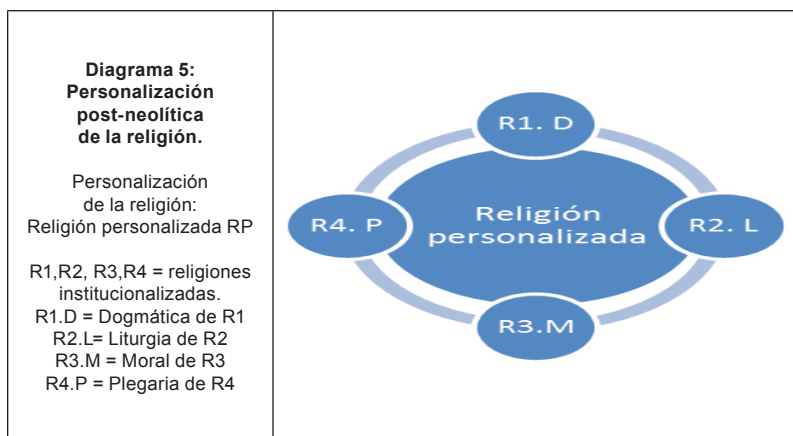 Diagrama 5:
Personalización
post-neolítica
de la religión.
Personalización
de la religión:
Religión personalizada RP
R1,R2, R3,R4 = religiones
institucionalizadas.
R1.D = Dogmática de R1
R2.L= Liturgia de R2
R3.M = Moral de R3
R4.P = Plegaria de R4
R1. D
R4. P
Religión
personalizada
R2. L
R3.M